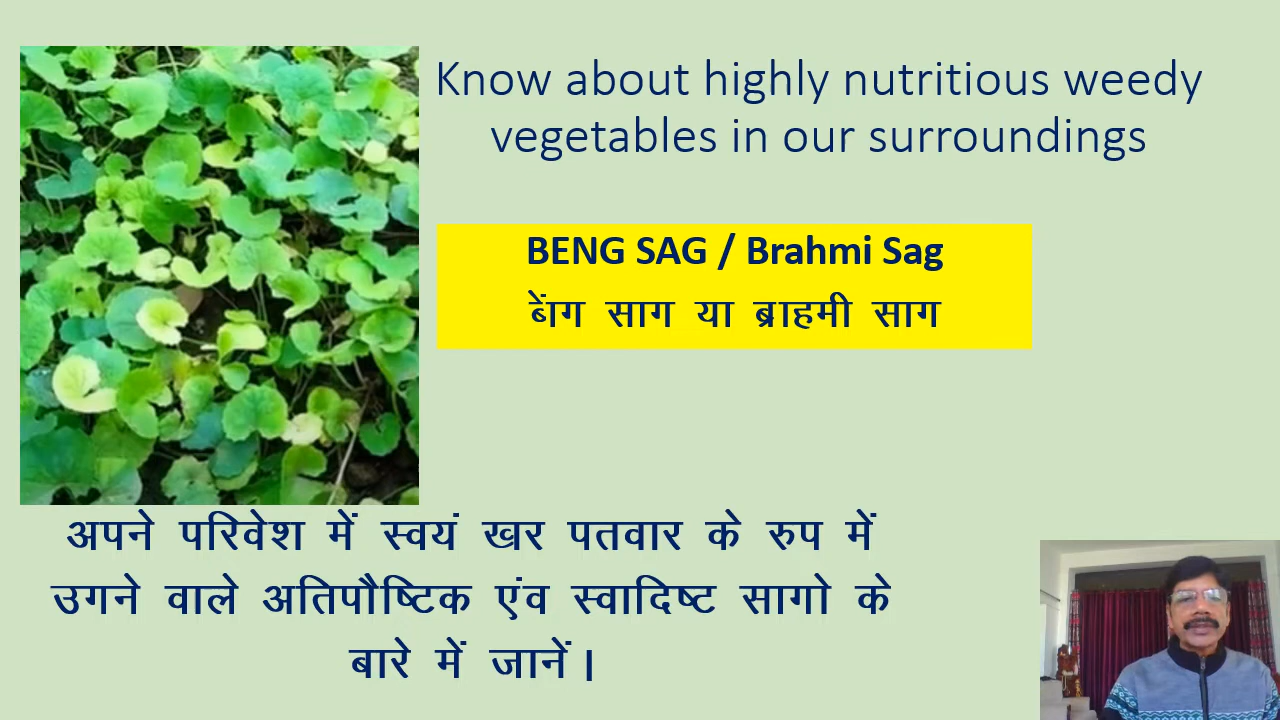 Know about highly nutritious weedy
vegetables in our surroundings
BENG SAG / Brahmi Sag
बेांग साग या ब्राहमी साग
अपने परिवेश में स्वयं खर पतवार के रुप में
उगने वाले अतिपौष्टिक एंव स्वादिष्ट सागो के
बारे में जानें।